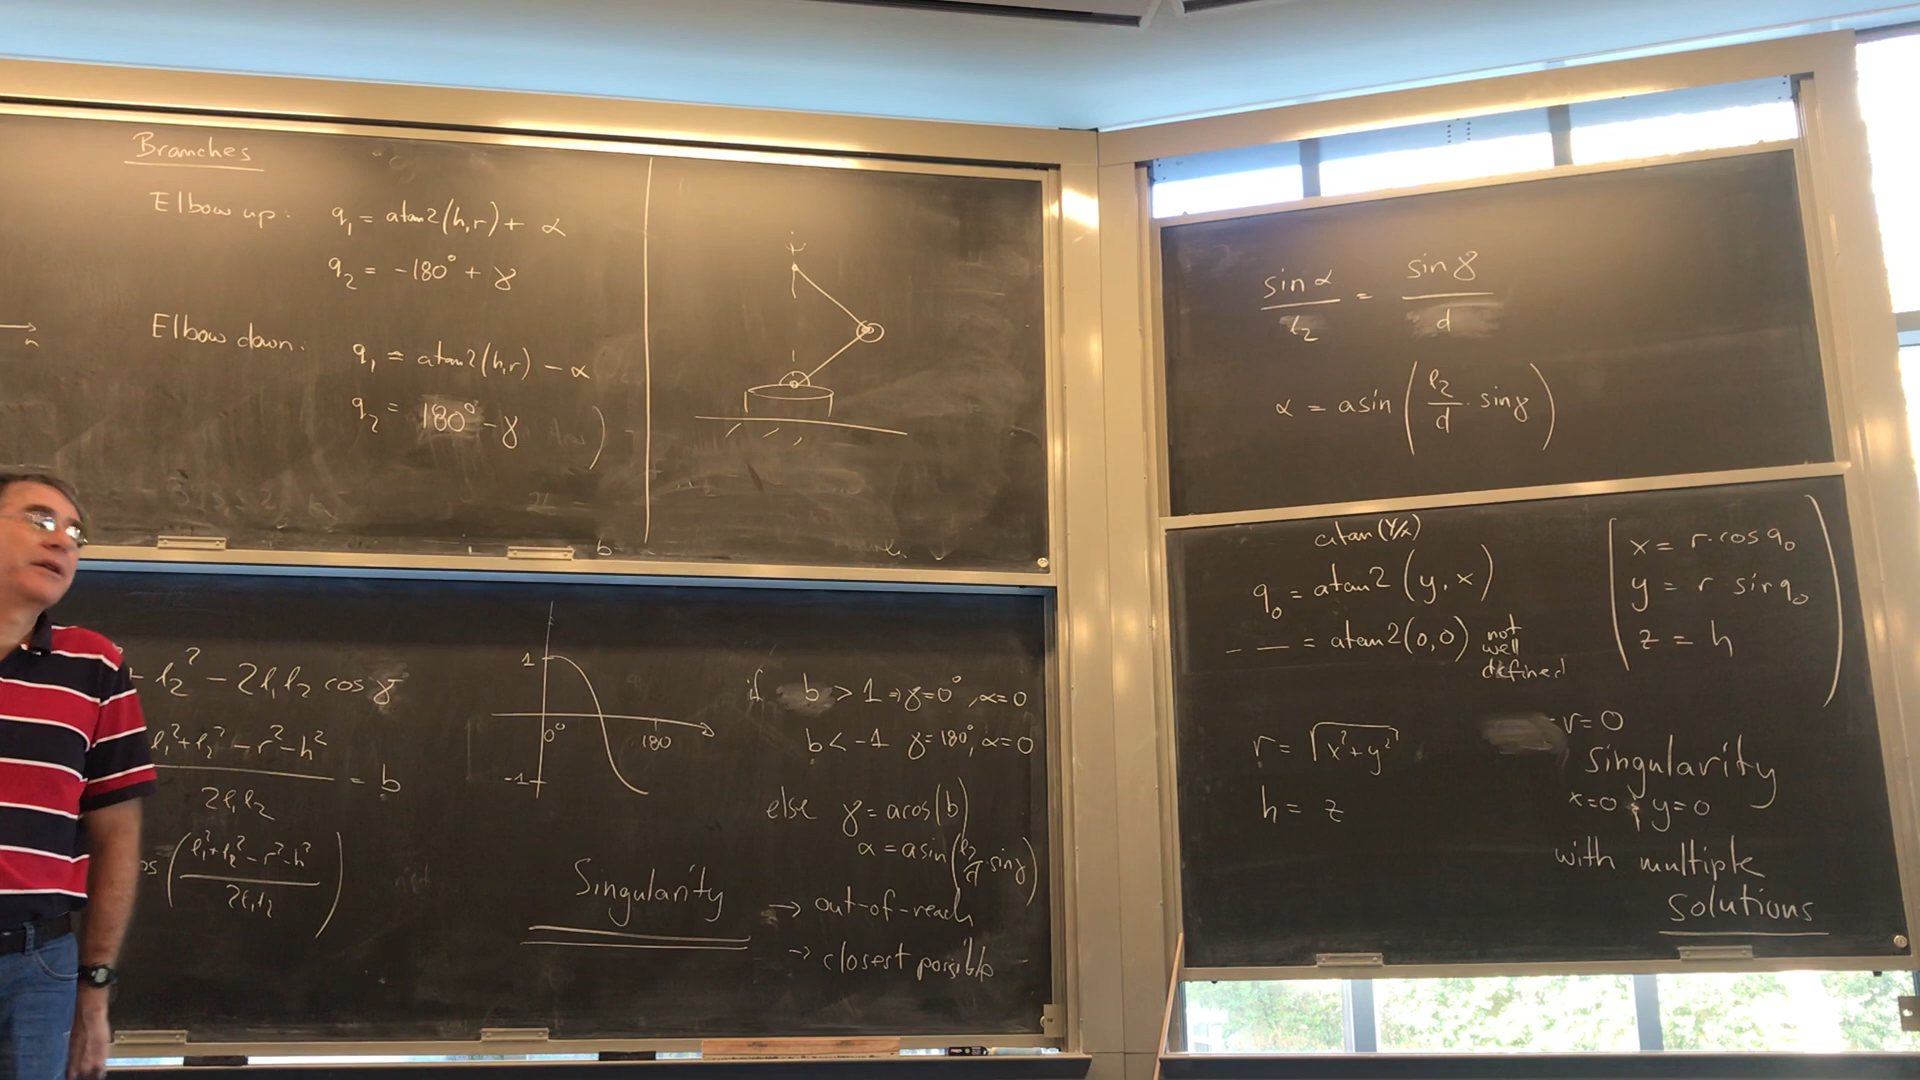 Branches
Elbow up: q₁ = atan2(h,r) + α
q₂ = -180° + γ
Elbow down: q₁ = atan2(h,r) - α
q₂ = 180° - γ )
l₂² - 2l₁l₂ cos γ
l₁²+l₂²-r²-h² / 2l₁l₂ = b
os (l₁²+l₂²-r²-h² / 2l₁l₂)
1
0° 180
-1
if b > 1 ⇒ γ=0°, α=0
b < -1 γ=180°, α=0
else γ = acos(b)
α = asin(l₂/d · sin γ)
Singularity
→ out-of-reach
→ closest possible
sin α / l₂ = sin γ / d
α = asin (l₂/d · sin γ)
atan(y/x)
q₀ = atan2 (y, x)
_ _ = atan2(0,0) not well defined
r = √x²+y²
h = z
x = r·cos q₀
y = r sin q₀
z = h
r=0
Singularity
x=0 & y=0
with multiple
solutions